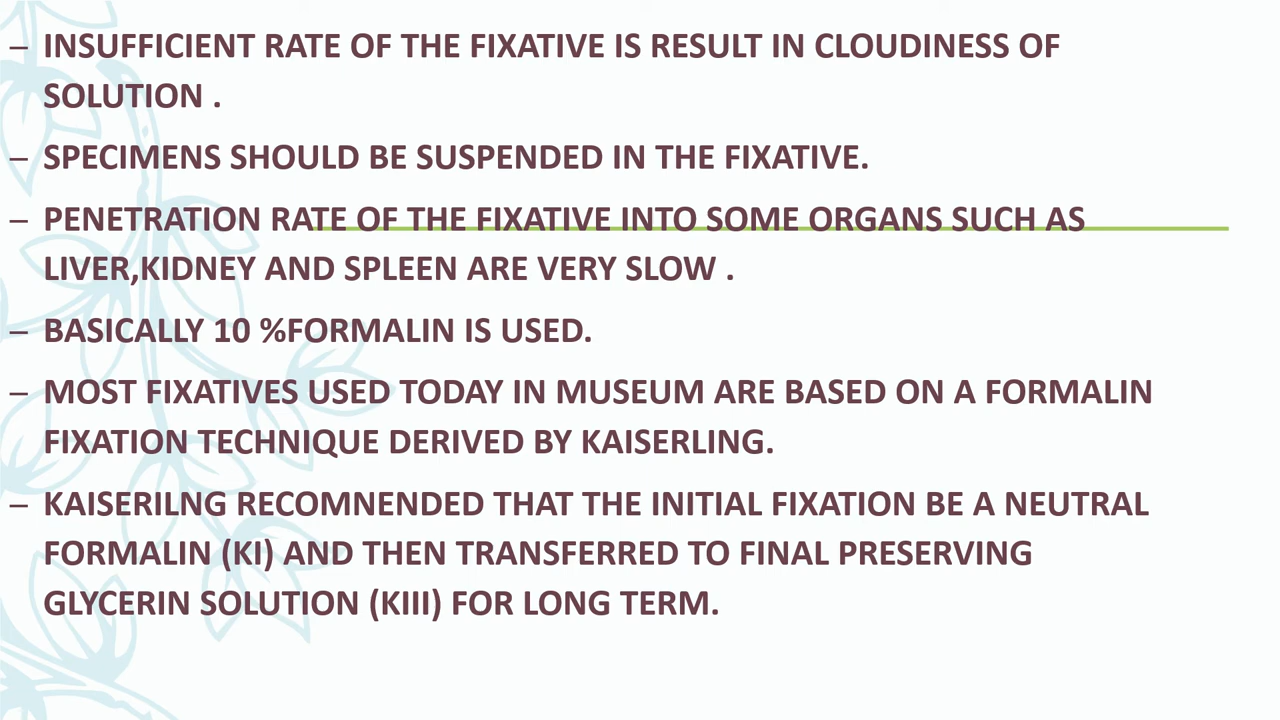 – INSUFFICIENT RATE OF THE FIXATIVE IS RESULT IN CLOUDINESS OF
SOLUTION .
– SPECIMENS SHOULD BE SUSPENDED IN THE FIXATIVE.
– PENETRATION RATE OF THE FIXATIVE INTO SOME ORGANS SUCH AS
LIVER,KIDNEY AND SPLEEN ARE VERY SLOW .
– BASICALLY 10 %FORMALIN IS USED.
– MOST FIXATIVES USED TODAY IN MUSEUM ARE BASED ON A FORMALIN
FIXATION TECHNIQUE DERIVED BY KAISERLING.
– KAISERILNG RECOMNENDED THAT THE INITIAL FIXATION BE A NEUTRAL
FORMALIN (KI) AND THEN TRANSFERRED TO FINAL PRESERVING
GLYCERIN SOLUTION (KIII) FOR LONG TERM.